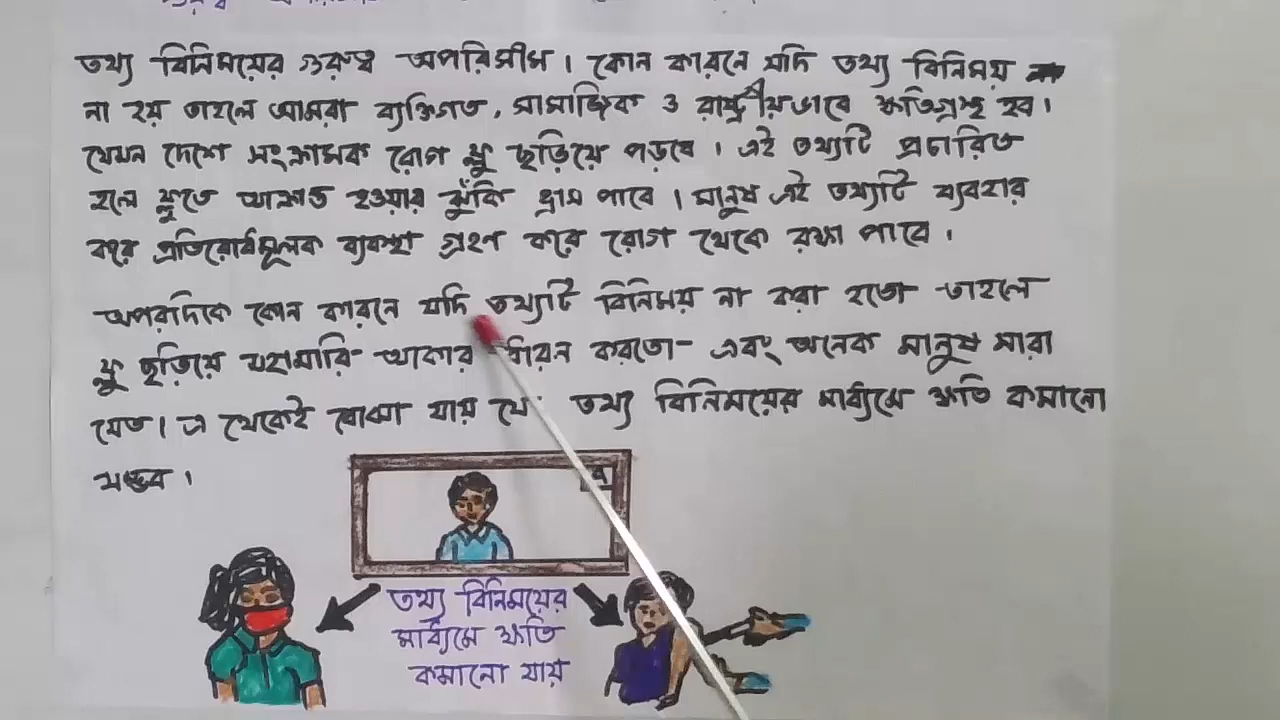 তথ্য বিনিময়ের গুরুত্ব অপরিসীম। কোন কারনে যদি তথ্য বিনিময়
না হয় তাহলে আমরা ব্যক্তিগত, সামাজিক ও রাষ্ট্রীয়ভাবে ক্ষতিগ্রস্থ হব।
যেমন দেশে সংক্রামক রোগ ফ্লু ছড়িয়ে পড়বে। এই তথ্যটি প্রচারিত
হলে ফ্লুতে আক্রান্ত হওয়ার ঝুঁকি হ্রাস পাবে। মানুষ এই তথ্যটি ব্যবহার
করে প্রতিরোধমূলক ব্যবস্থা গ্রহণ করে রোগ থেকে রক্ষা পাবে।
অপরদিকে কোন কারনে যদি তথ্যটি বিনিময় না করা হতো তাহলে
ফ্লু ছড়িয়ে মহামারি আকার ধারন করতো এবং অনেক মানুষ মারা
যেত। এ থেকেই বোঝা যায় যে তথ্য বিনিময়ের মাধ্যমে ক্ষতি কমানো
সম্ভব।
তথ্য বিনিময়ের
মাধ্যমে ক্ষতি
কমানো যায়